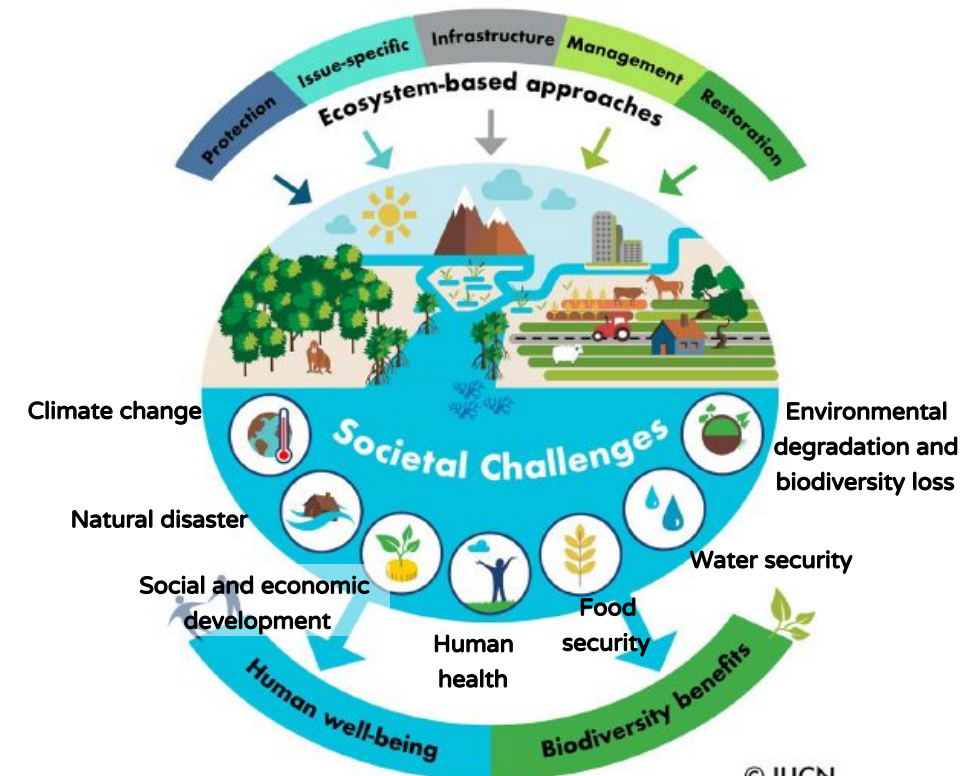 Protection
Issue-specific
Infrastructure
Management
Restoration
Ecosystem-based approaches
Societal Challenges
Climate change
Natural disaster
Social and economic
development
Human
health
Food
security
Water security
Environmental
degradation and
biodiversity loss
Human well-being
Biodiversity benefits
© IUCN